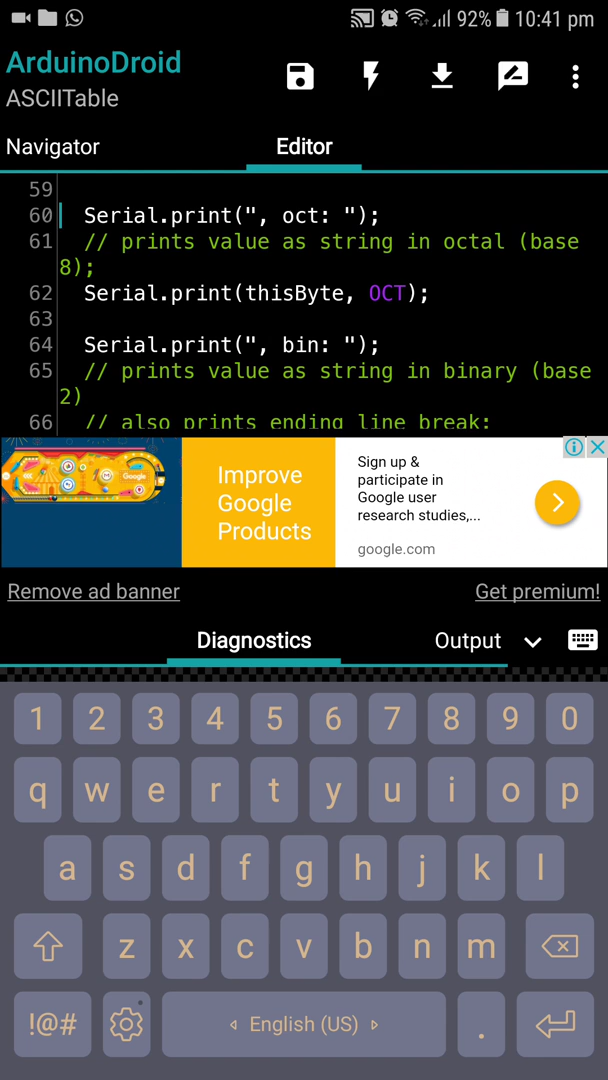 92% 10:41 pm
ArduinoDroid
ASCIITable
Navigator Editor
59
60 Serial.print(", oct: ");
61 // prints value as string in octal (base
8);
62 Serial.print(thisByte, OCT);
63
64 Serial.print(", bin: ");
65 // prints value as string in binary (base
2)
66 // also prints ending line break:
Google
Improve
Google
Products
Sign up &
participate in
Google user
research studies,...
google.com
Remove ad banner Get premium!
Diagnostics Output
1 2 3 4 5 6 7 8 9 0
q w e r t y u i o p
a s d f g h j k l
z x c v b n m
!@# English (US) .